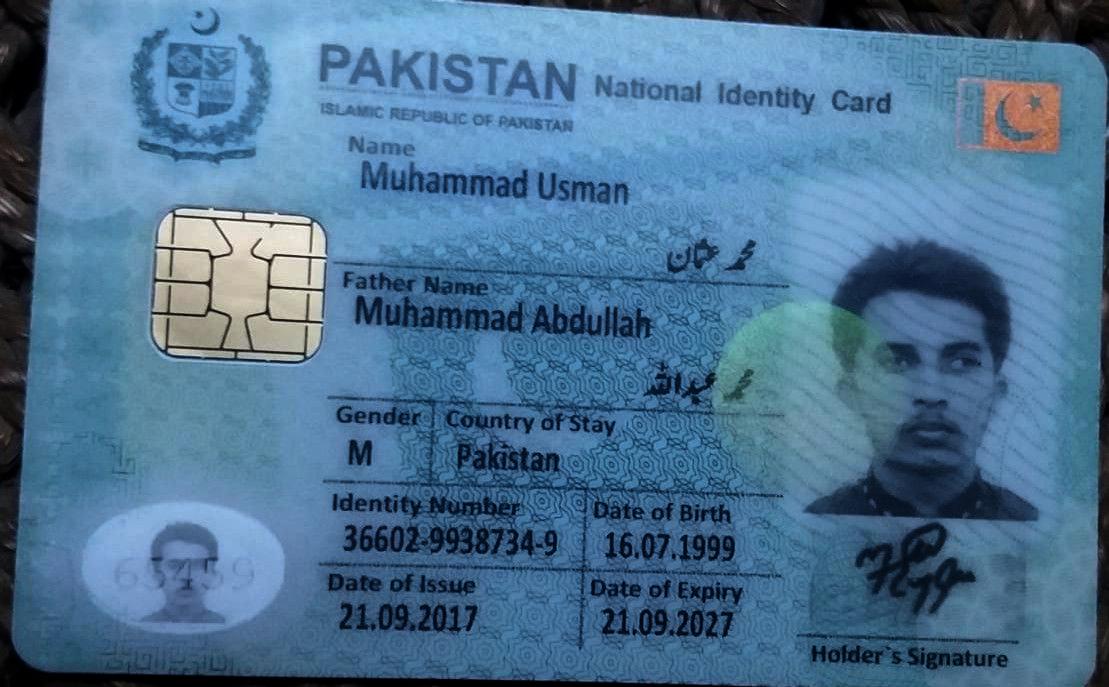 PAKISTAN National Identity Card
ISLAMIC REPUBLIC OF PAKISTAN
Name
Muhammad Usman
محمد عثمان
Father Name
Muhammad Abdullah
محمد عبداللہ
Gender Country of Stay
M Pakistan
Identity Number Date of Birth
36602-9938734-9 16.07.1999
Date of Issue Date of Expiry
21.09.2017 21.09.2027
Holder`s Signature